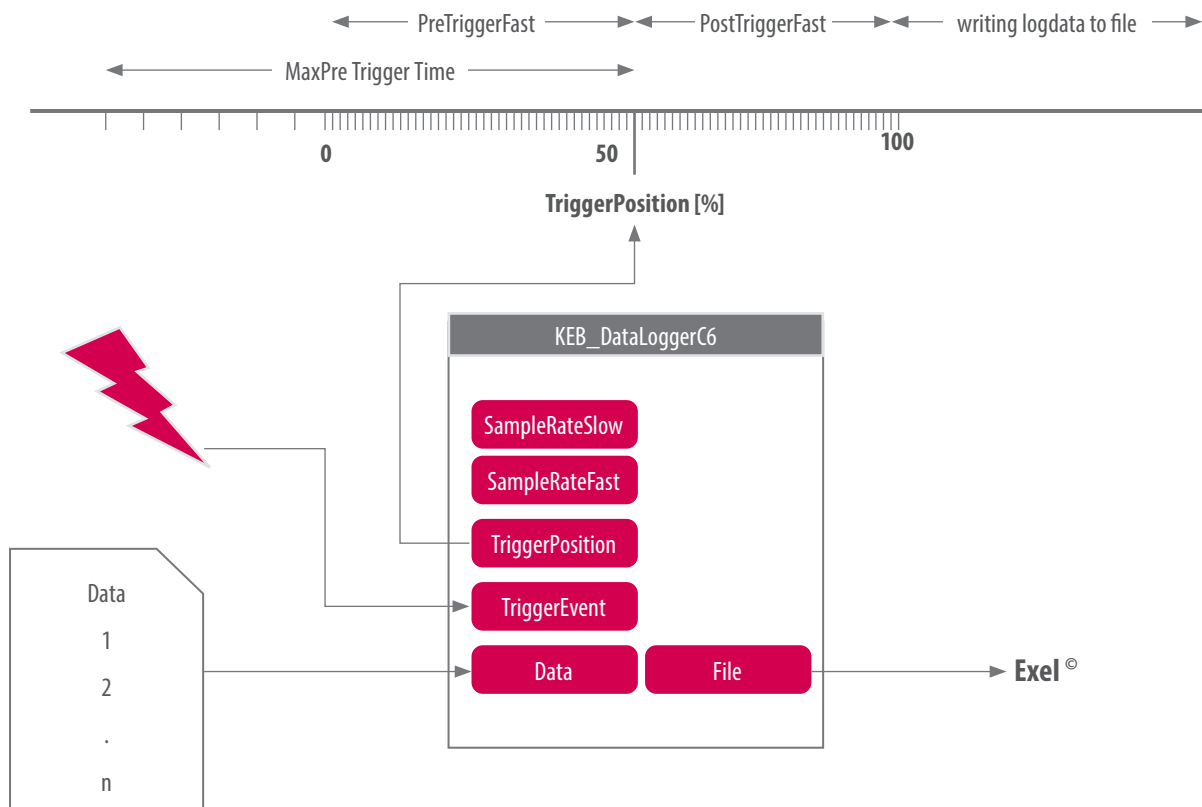 PreTriggerFast PostTriggerFast writing logdata to file
MaxPre Trigger Time
0 50 100
TriggerPosition [%]
KEB_DataLoggerC6
SampleRateSlow
SampleRateFast
TriggerPosition
TriggerEvent
Data File
Exel ©
Data
1
2
.
n